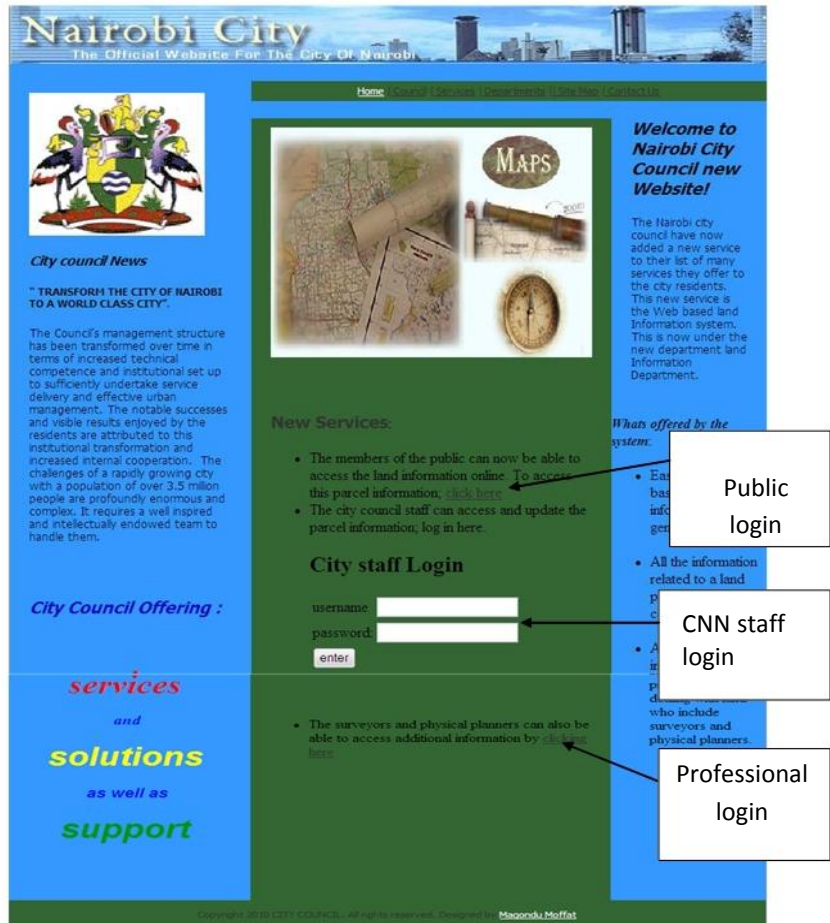 Nairobi City
The Official Website For The City Of Nairobi
Home | Council | Services | Departments | Site Map | Contact Us
City council News
" TRANSFORM THE CITY OF NAIROBI
TO A WORLD CLASS CITY".
The Council's management structure
has been transformed over time in
terms of increased technical
competence and institutional set up
to sufficiently undertake service
delivery and effective urban
management. The notable successes
and visible results enjoyed by the
residents are attributed to this
institutional transformation and
increased internal cooperation. The
challenges of a rapidly growing city
with a population of over 3.5 million
people are profoundly enormous and
complex. It requires a well inspired
and intellectually endowed team to
handle them.
City Council Offering :
services
and
solutions
as well as
support
MAPS
New Services:
The members of the public can now be able to
access the land information online. To access
this parcel information; click here
The city council staff can access and update the
parcel information; log in here.
City staff Login
username
password:
enter
The surveyors and physical planners can also be
able to access additional information by clicking
here
Welcome to
Nairobi City
Council new
Website!
The Nairobi city
council have now
added a new service
to their list of many
services they offer to
the city residents.
This new service is
the Web based land
Information system.
This is now under the
new department land
Information
Department.
Whats offered by the
system:
All the information
related to a land
who include
surveyors and
physical planners.
Public
login
CNN staff
login
Professional
login
Copyright 2010 CITY COUNCIL. All rights reserved. Designed by Magondu Moffat